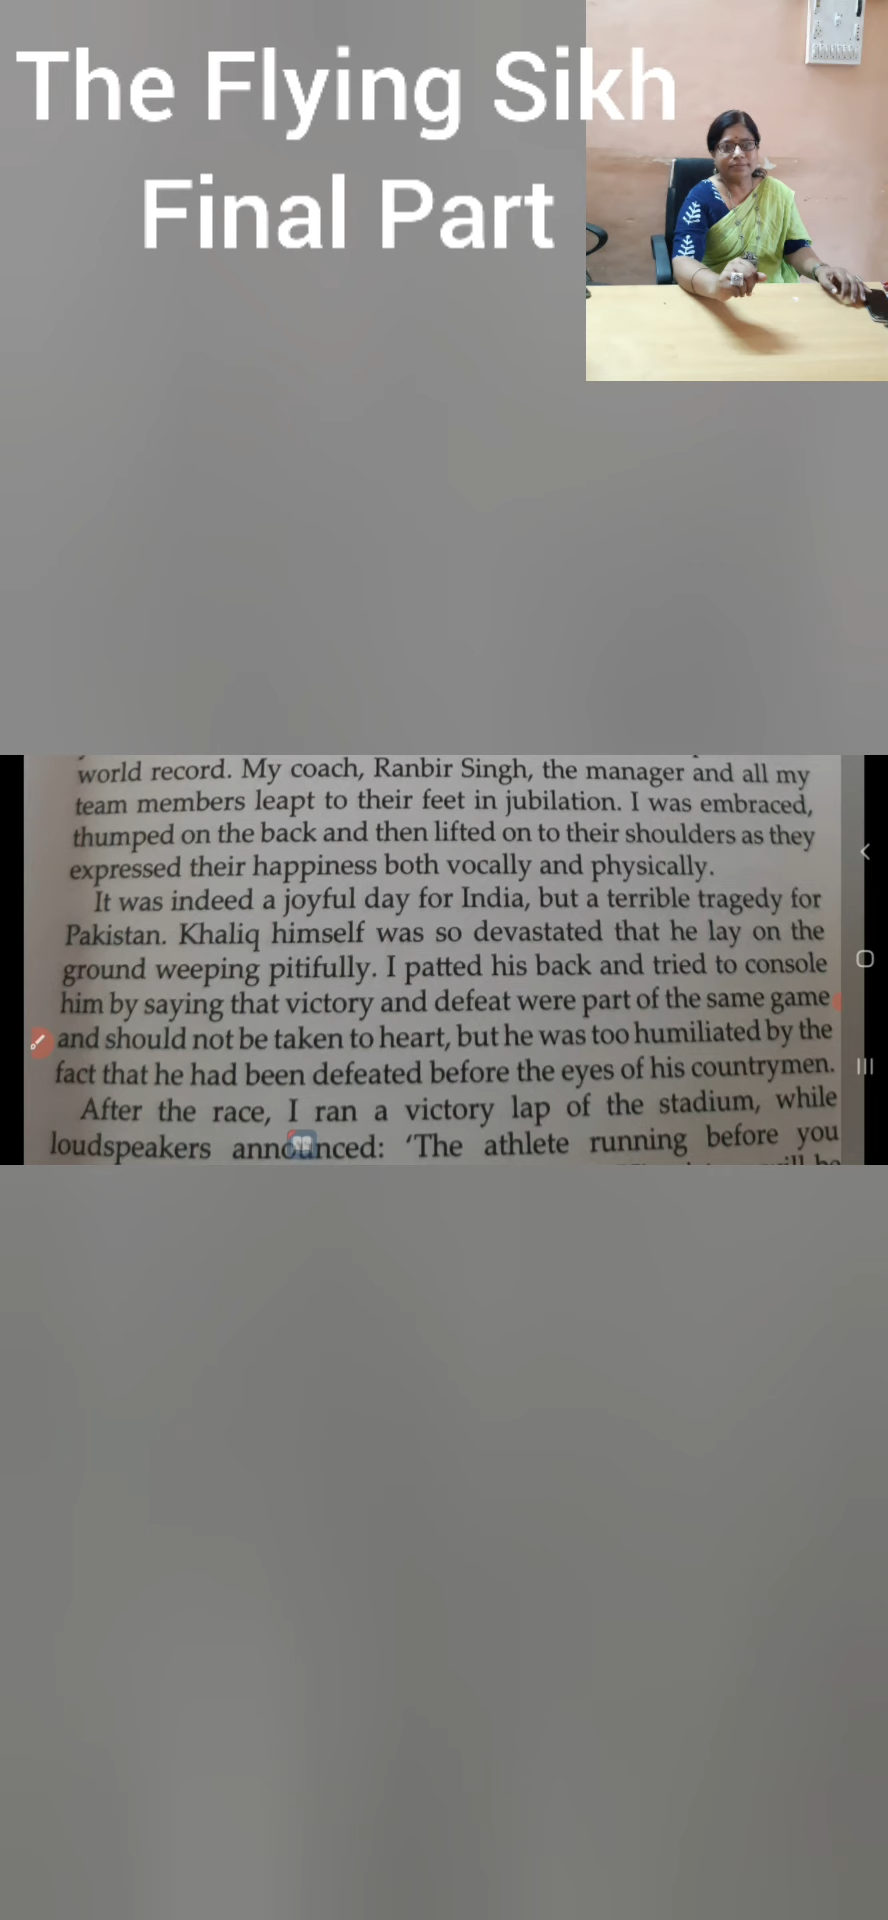 The Flying Sikh
Final Part
world record. My coach, Ranbir Singh, the manager and all my
team members leapt to their feet in jubilation. I was embraced,
thumped on the back and then lifted on to their shoulders as they
expressed their happiness both vocally and physically.
It was indeed a joyful day for India, but a terrible tragedy for
Pakistan. Khaliq himself was so devastated that he lay on the
ground weeping pitifully. I patted his back and tried to console
him by saying that victory and defeat were part of the same game
and should not be taken to heart, but he was too humiliated by the
fact that he had been defeated before the eyes of his countrymen.
After the race, I ran a victory lap of the stadium, while
loudspeakers announced: ‘The athlete running before you